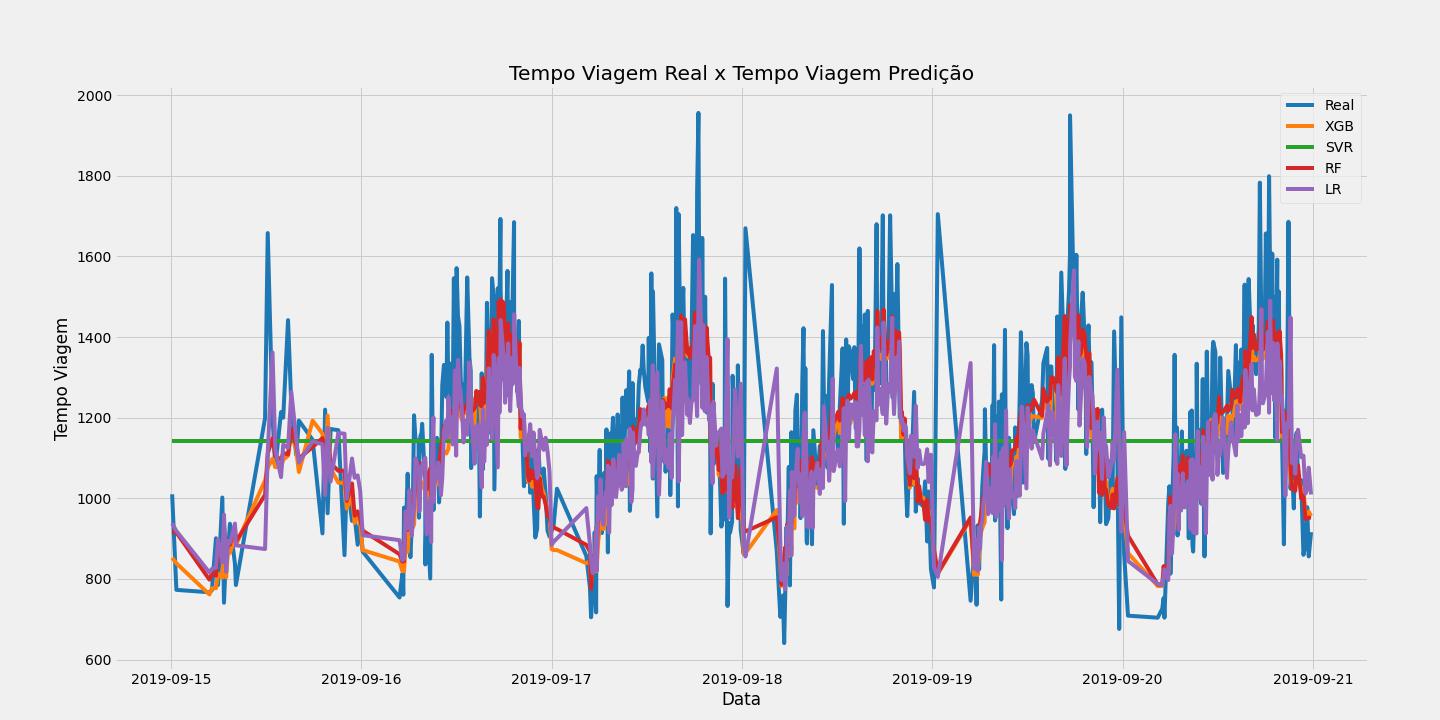 Tempo Viagem Real x Tempo Viagem Predição
2000
1800
1600
1400
1200
1000
800
600
Tempo Viagem
Real
XGB
SVR
RF
LR
2019-09-15
2019-09-16
2019-09-17
2019-09-18
2019-09-19
2019-09-20
2019-09-21
Data